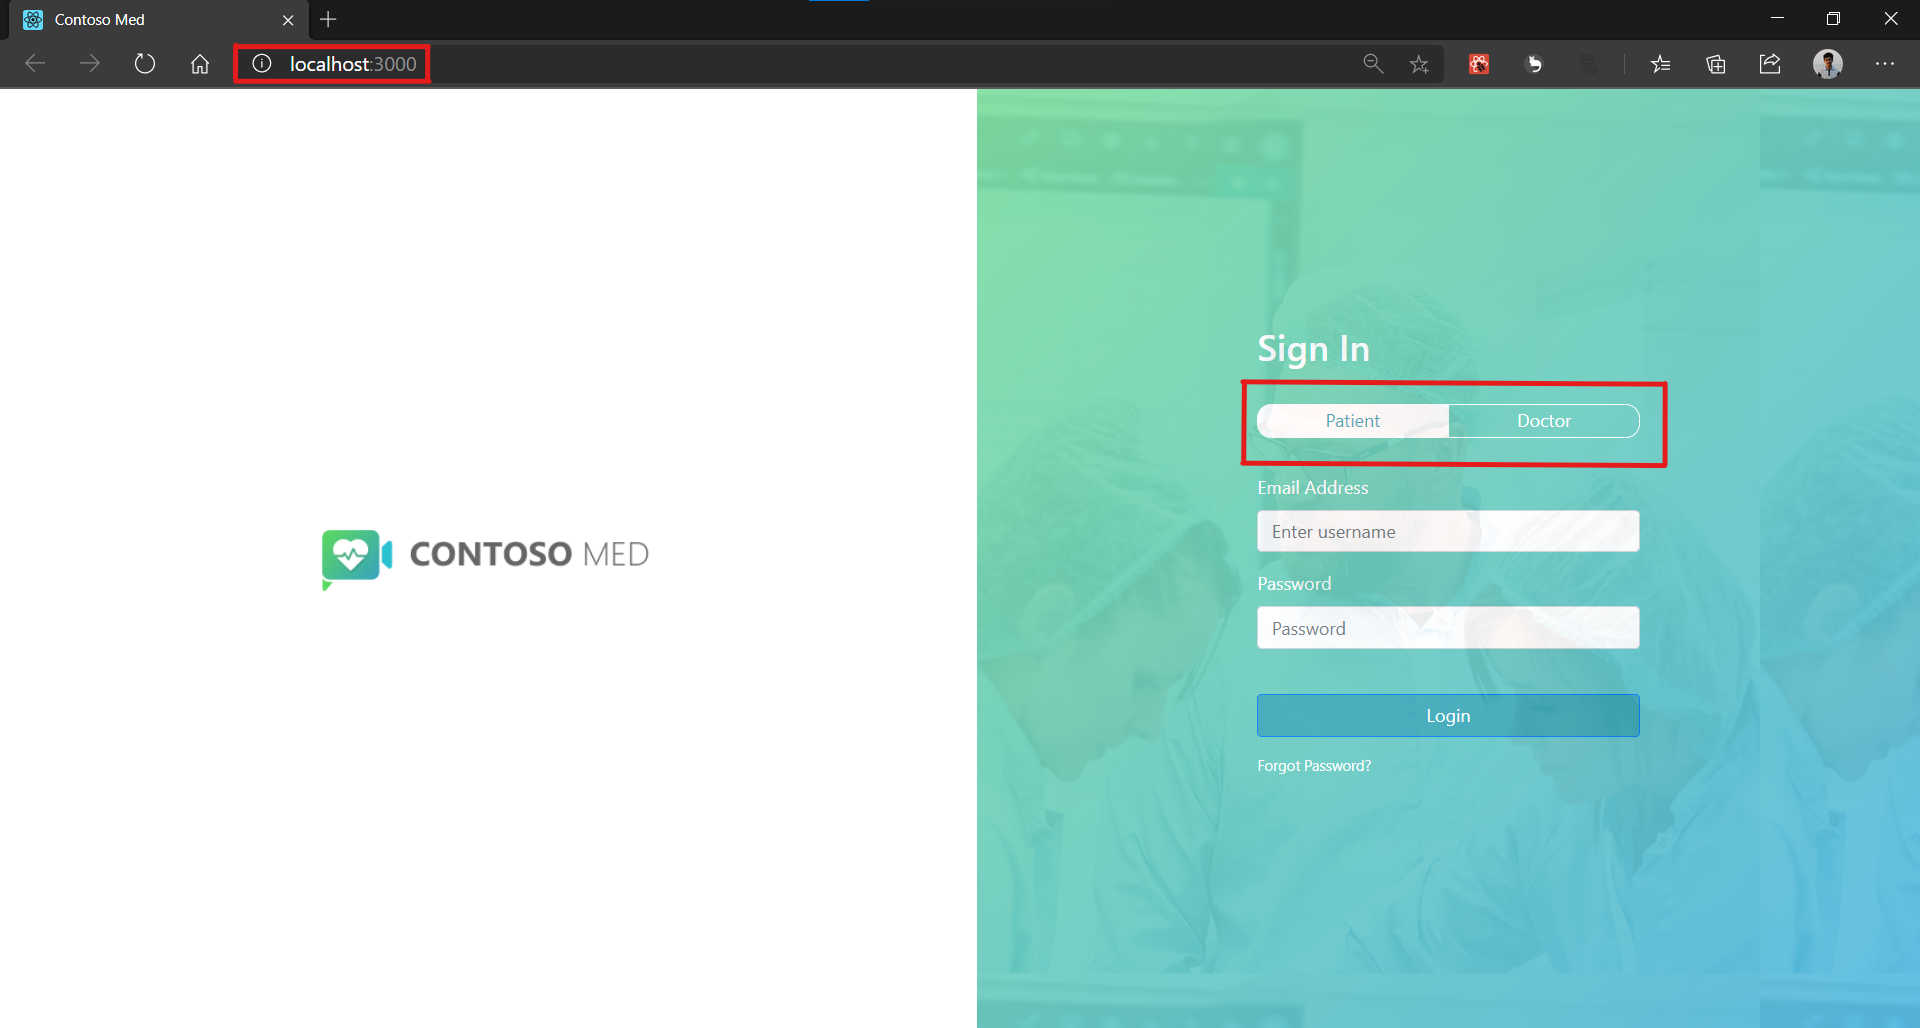 Contoso Med
localhost:3000
CONTOSO MED
Sign In
Patient Doctor
Email Address
Enter username
Password
Password
Login
Forgot Password?